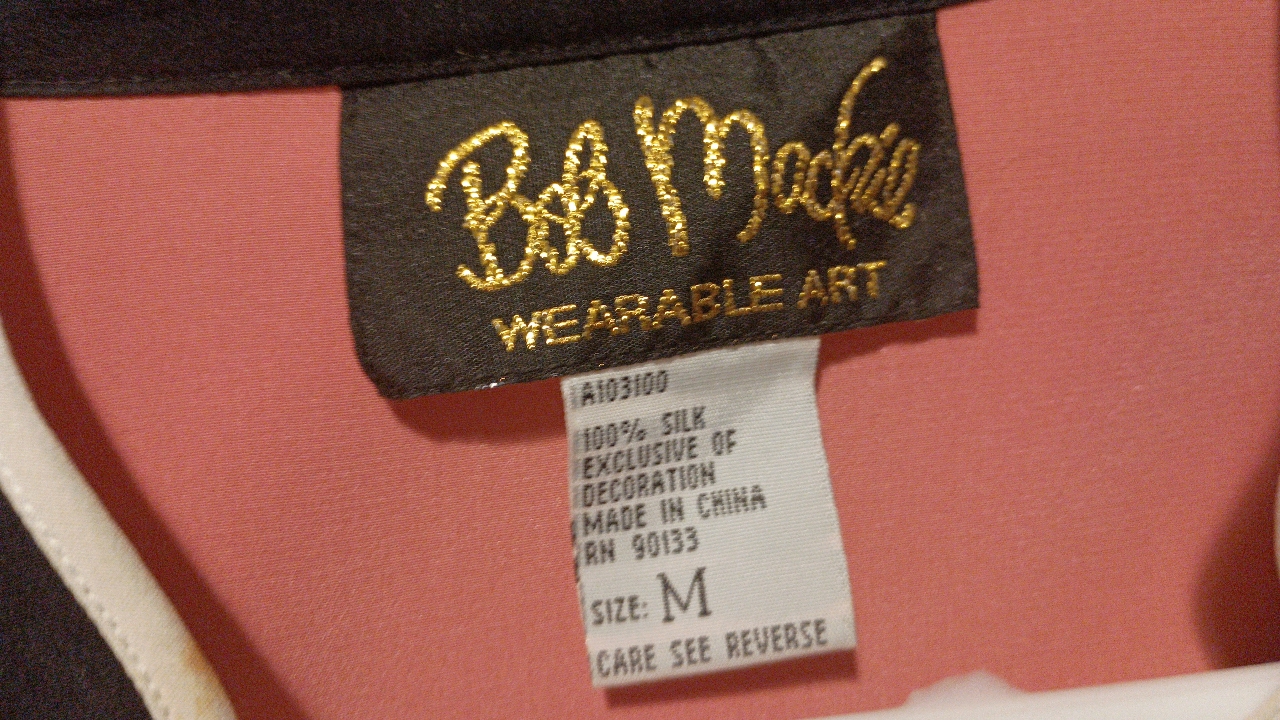 Bob Mackie.
WEARABLE ART
A103100
100% SILK
EXCLUSIVE OF
DECORATION
MADE IN CHINA
RN 90133
SIZE: M
CARE SEE REVERSE